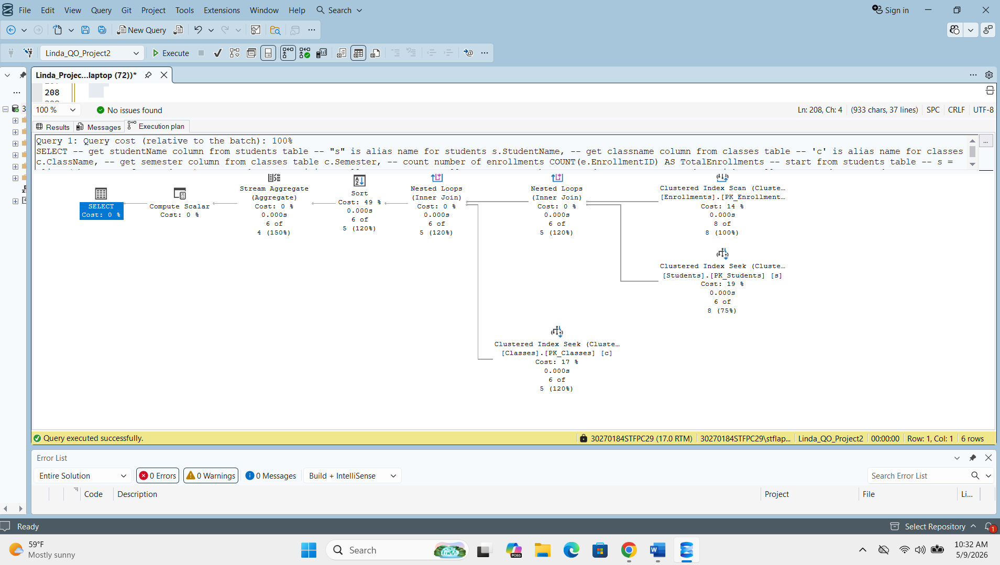 File Edit View Query Git Project Tools Extensions Window Help Search Sign in
New Query
Linda_QO_Project2 Execute
Linda_Projec...laptop (72))*
208
100 % No issues found Ln: 208, Ch: 4 (933 chars, 37 lines) SPC CRLF UTF-8
3
Results Messages Execution plan
Query 1: Query cost (relative to the batch): 100%
SELECT -- get studentName column from students table -- "s" is alias name for students s.StudentName, -- get classname column from classes table -- 'c' is alias name for classes
c.ClassName, -- get semester column from classes table c.Semester, -- count number of enrollments COUNT(e.EnrollmentID) AS TotalEnrollments -- start from students table -- s =
SELECT
Cost: 0 %
Compute Scalar
Cost: 0 %
Stream Aggregate
(Aggregate)
Cost: 0 %
0.000s
6 of
4 (150%)
Sort
Cost: 49 %
0.000s
6 of
5 (120%)
Nested Loops
(Inner Join)
Cost: 0 %
0.000s
6 of
5 (120%)
Nested Loops
(Inner Join)
Cost: 0 %
0.000s
6 of
5 (120%)
Clustered Index Scan (Cluste...
[Enrollments].[PK_Enrollment...
Cost: 14 %
0.000s
8 of
8 (100%)
Clustered Index Seek (Cluste...
[Students].[PK_Students] [s]
Cost: 19 %
0.000s
6 of
8 (75%)
Clustered Index Seek (Cluste...
[Classes].[PK_Classes] [c]
Cost: 17 %
0.000s
6 of
5 (120%)
Query executed successfully. 30270184STFPC29 (17.0 RTM) 30270184STFPC29\stflap... Linda_QO_Project2 00:00:00 Row: 1, Col: 1 6 rows
Error List
Entire Solution 0 Errors 0 Warnings 0 Messages Build + IntelliSense Search Error List
Code Description Project File Li...
Ready Select Repository 1
59°F
Mostly sunny
Search
M365
10:32 AM
5/9/2026